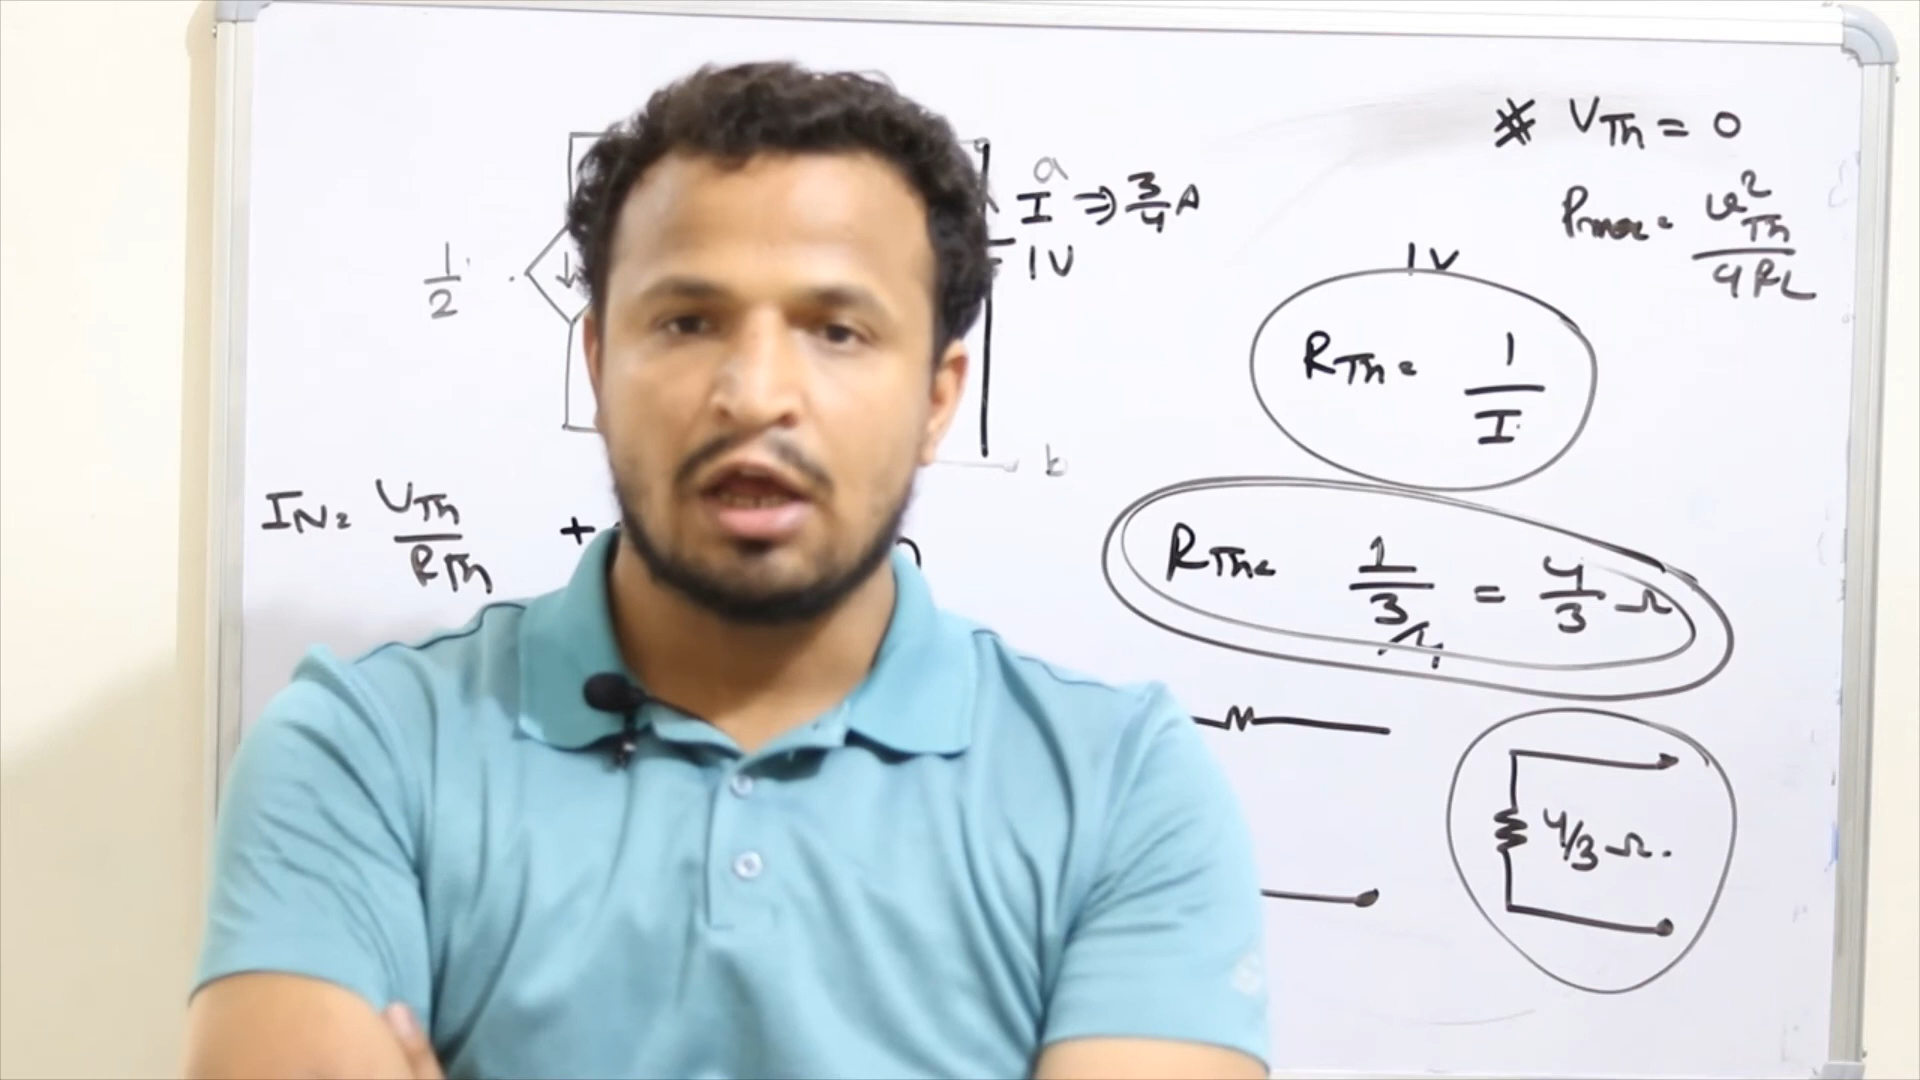 * VTh = 0
Pmax = V²Th / 4RL
a
I ⇒ 3/4 A
= 1V
1/2
1V
RTh = 1/I
b
IN = VTh / RTh
+
RTh = 1 / 3/4 = 4/3 Ω
4/3 Ω.